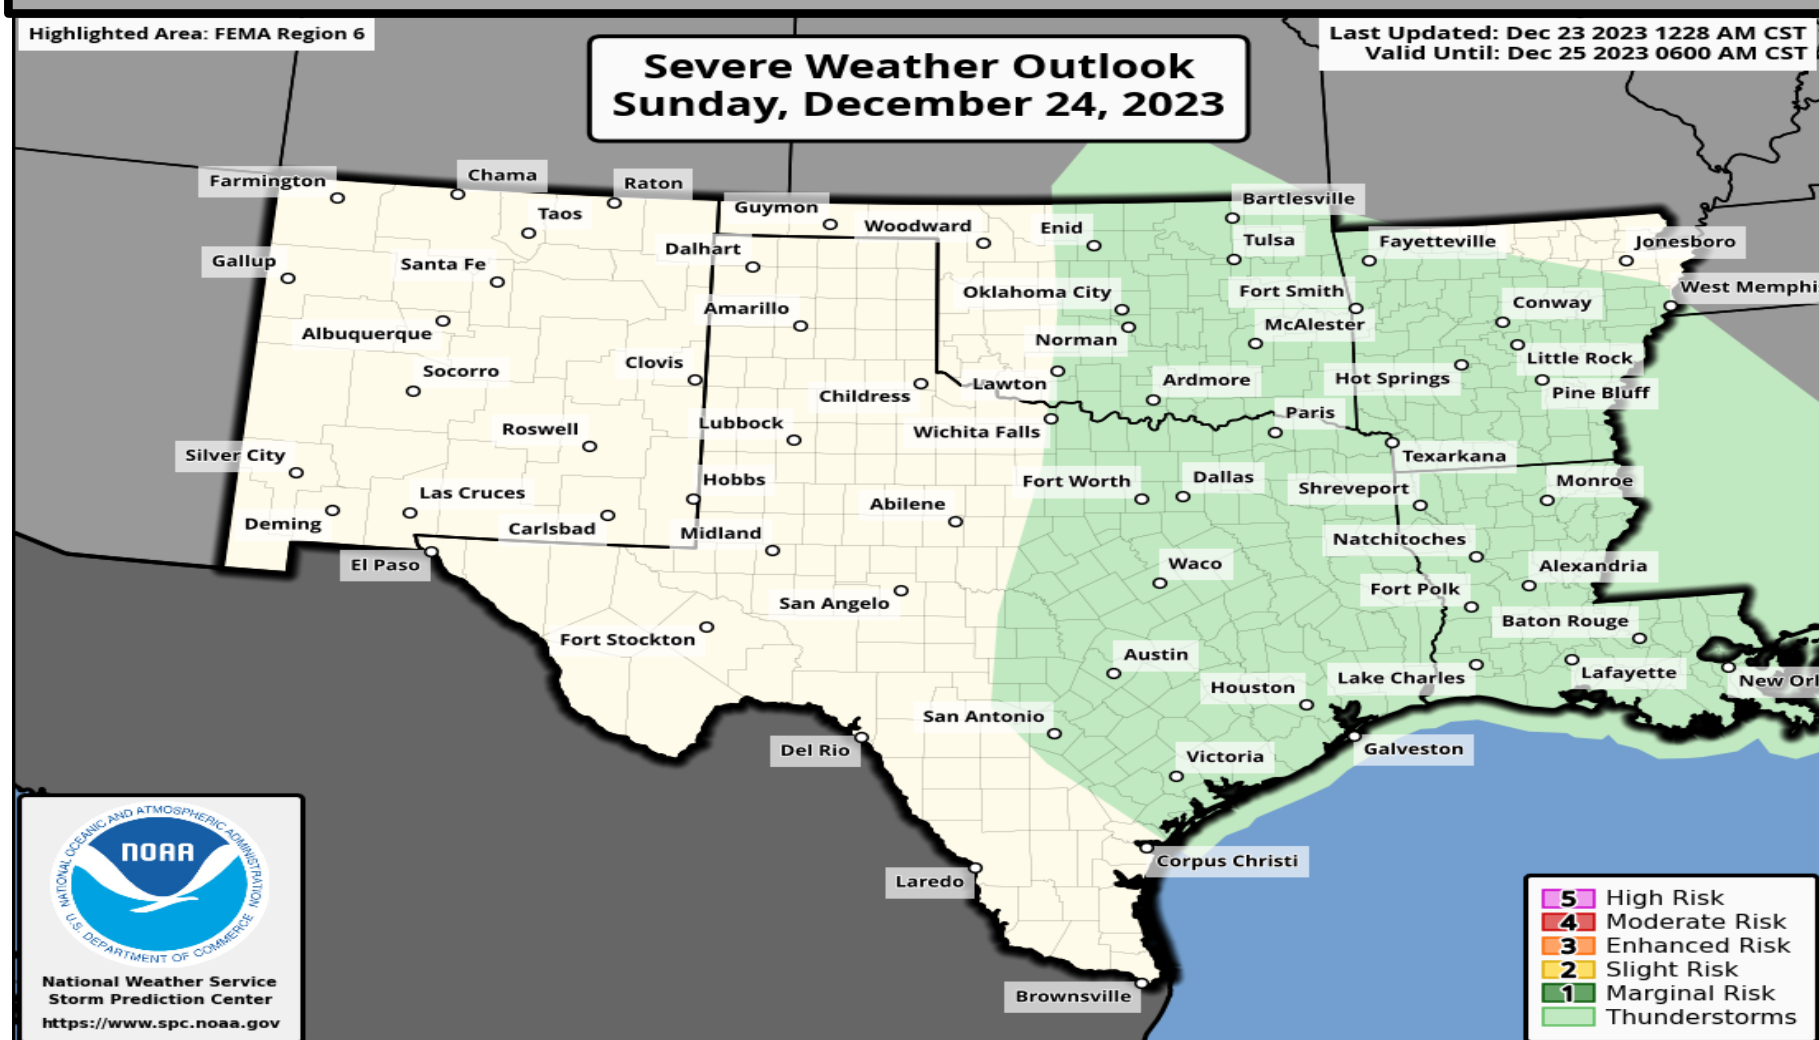 Highlighted Area: FEMA Region 6
Last Updated: Dec 23 2023 1228 AM CST
Valid Until: Dec 25 2023 0600 AM CST
Severe Weather Outlook
Sunday, December 24, 2023
Farmington
Chama
Raton
Taos
Guymon
Woodward
Enid
Bartlesville
Tulsa
Fayetteville
Jonesboro
Gallup
Santa Fe
Dalhart
Amarillo
Oklahoma City
Fort Smith
Conway
West Memphis
Albuquerque
Norman
McAlester
Socorro
Clovis
Childress
Lawton
Ardmore
Hot Springs
Little Rock
Pine Bluff
Roswell
Lubbock
Wichita Falls
Paris
Texarkana
Silver City
Hobbs
Fort Worth
Dallas
Shreveport
Monroe
Las Cruces
Abilene
Deming
Carlsbad
Midland
Natchitoches
El Paso
Waco
Alexandria
San Angelo
Fort Polk
Baton Rouge
Fort Stockton
Austin
Houston
Lake Charles
Lafayette
New Orl
San Antonio
Del Rio
Victoria
Galveston
Corpus Christi
Laredo
Brownsville
NATIONAL OCEANIC AND ATMOSPHERIC ADMINISTRATION
NOAA
U.S. DEPARTMENT OF COMMERCE
National Weather Service
Storm Prediction Center
https://www.spc.noaa.gov
5 High Risk
4 Moderate Risk
3 Enhanced Risk
2 Slight Risk
1 Marginal Risk
Thunderstorms